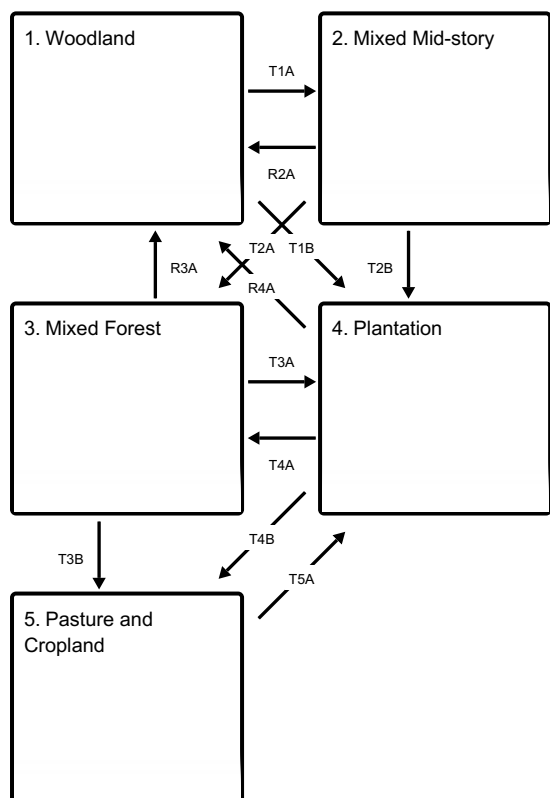 1. Woodland
2. Mixed Mid-story
T1A
R2A
T2A
T1B
R3A
R4A
T2B
3. Mixed Forest
4. Plantation
T3A
T4A
T3B
T4B
T5A
5. Pasture and
Cropland